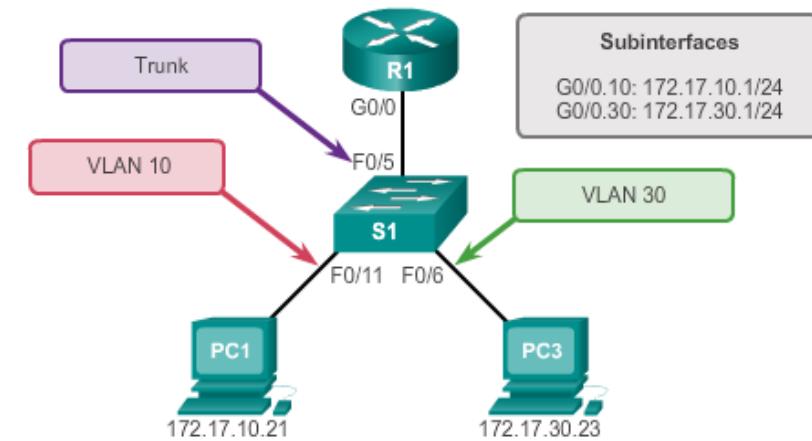 Subinterfaces
G0/0.10: 172.17.10.1/24
G0/0.30: 172.17.30.1/24
Trunk
R1
G0/0
F0/5
VLAN 10
VLAN 30
S1
F0/11 F0/6
PC1
PC3
172.17.10.21
172.17.30.23